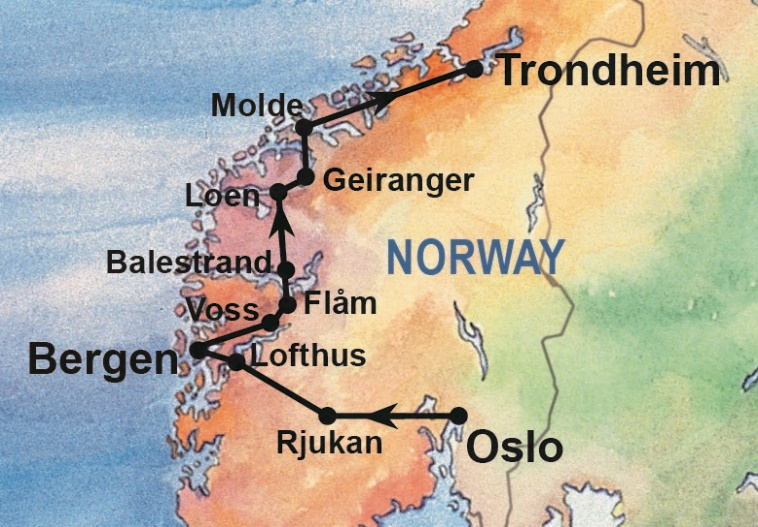 Trondheim
Molde
Geiranger
Loen
NORWAY
Balestrand
Flåm
Voss
Bergen
Lofthus
Rjukan
Oslo